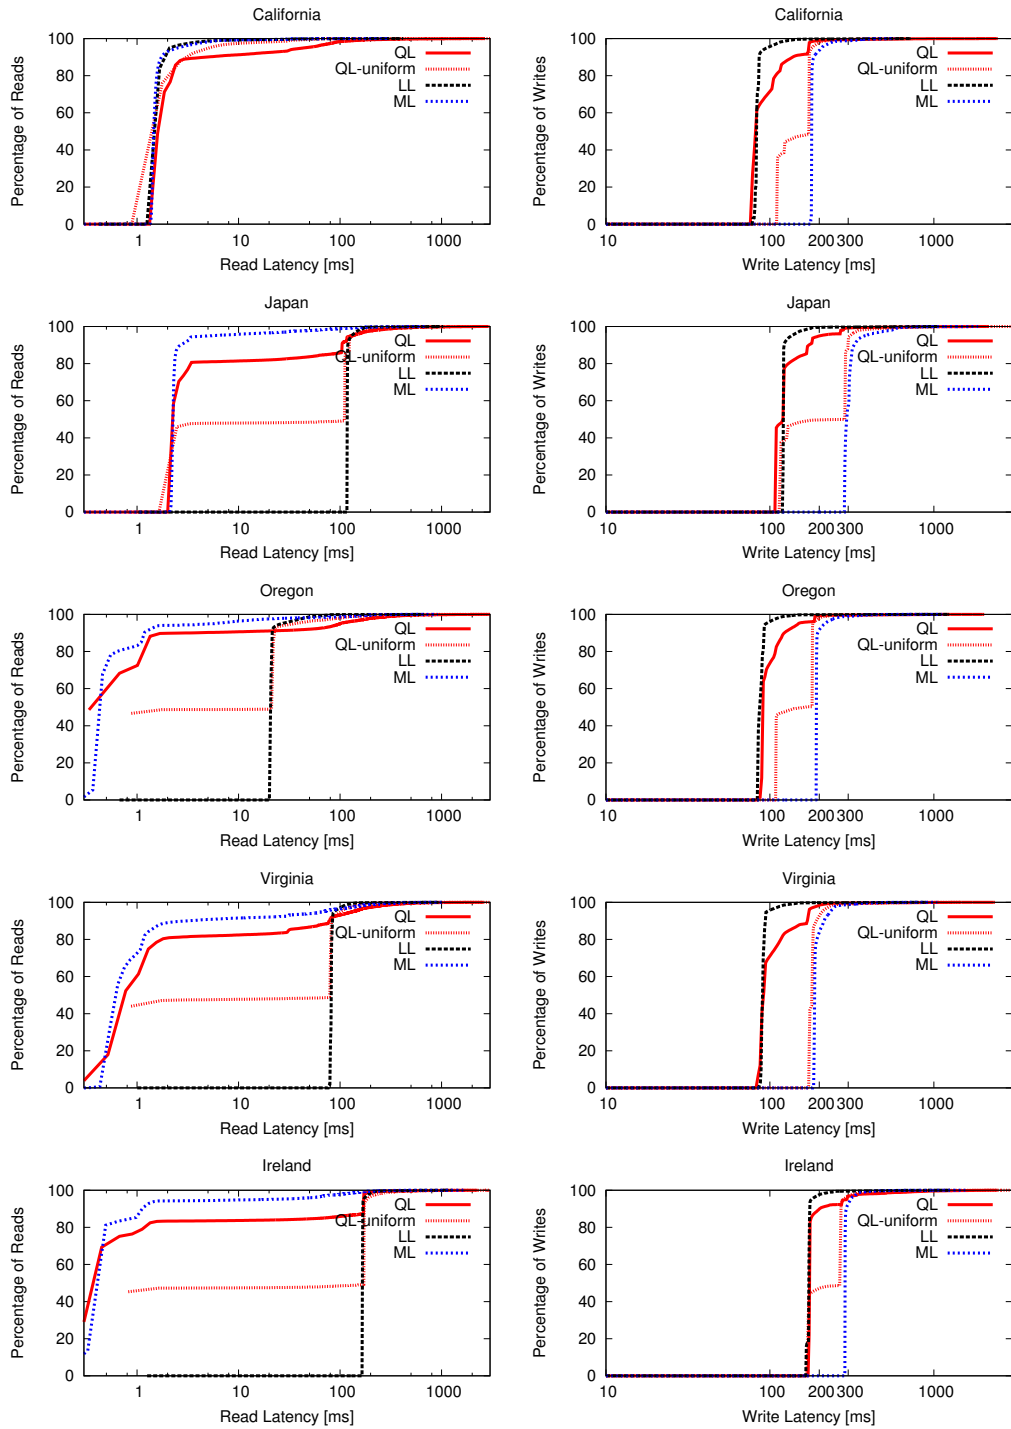 California
Percentage of Reads
100
80
60
40
20
0
QL
QL-uniform
LL
ML
1 10 100 1000
Read Latency [ms]
California
Percentage of Writes
100
80
60
40
20
0
QL
QL-uniform
LL
ML
10 100 200 300 1000
Write Latency [ms]
Japan
Percentage of Reads
100
80
60
40
20
0
QL
QL-uniform
LL
ML
1 10 100 1000
Read Latency [ms]
Japan
Percentage of Writes
100
80
60
40
20
0
QL
QL-uniform
LL
ML
10 100 200 300 1000
Write Latency [ms]
Oregon
Percentage of Reads
100
80
60
40
20
0
QL
QL-uniform
LL
ML
1 10 100 1000
Read Latency [ms]
Oregon
Percentage of Writes
100
80
60
40
20
0
QL
QL-uniform
LL
ML
10 100 200 300 1000
Write Latency [ms]
Virginia
Percentage of Reads
100
80
60
40
20
0
QL
QL-uniform
LL
ML
1 10 100 1000
Read Latency [ms]
Virginia
Percentage of Writes
100
80
60
40
20
0
QL
QL-uniform
LL
ML
10 100 200 300 1000
Write Latency [ms]
Ireland
Percentage of Reads
100
80
60
40
20
0
QL
QL-uniform
LL
ML
1 10 100 1000
Read Latency [ms]
Ireland
Percentage of Writes
100
80
60
40
20
0
QL
QL-uniform
LL
ML
10 100 200 300 1000
Write Latency [ms]